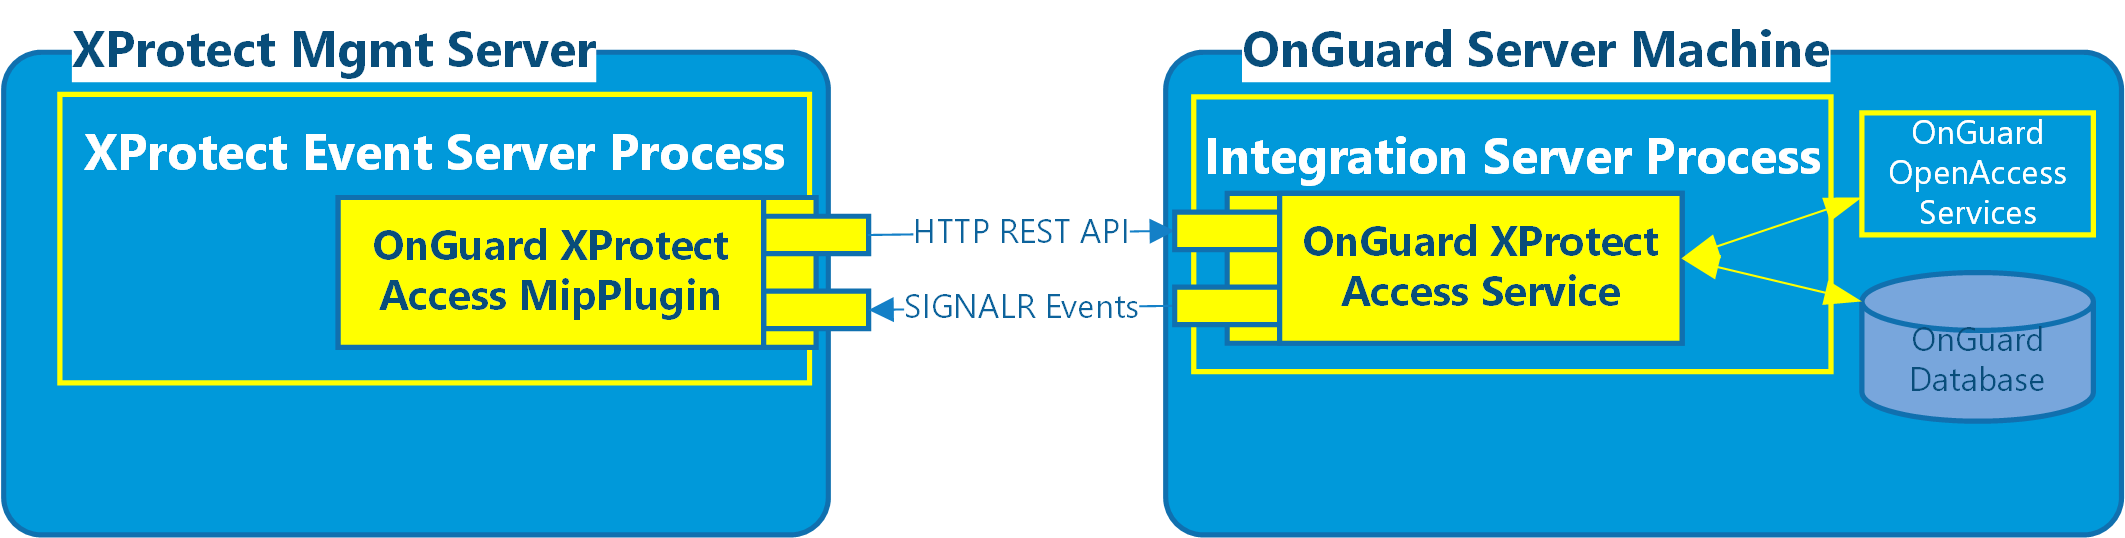 XProtect Mgmt Server
XProtect Event Server Process
OnGuard XProtect
Access MipPlugin
HTTP REST API
SIGNALR Events
OnGuard Server Machine
Integration Server Process
OnGuard XProtect
Access Service
OnGuard
OpenAccess
Services
OnGuard
Database